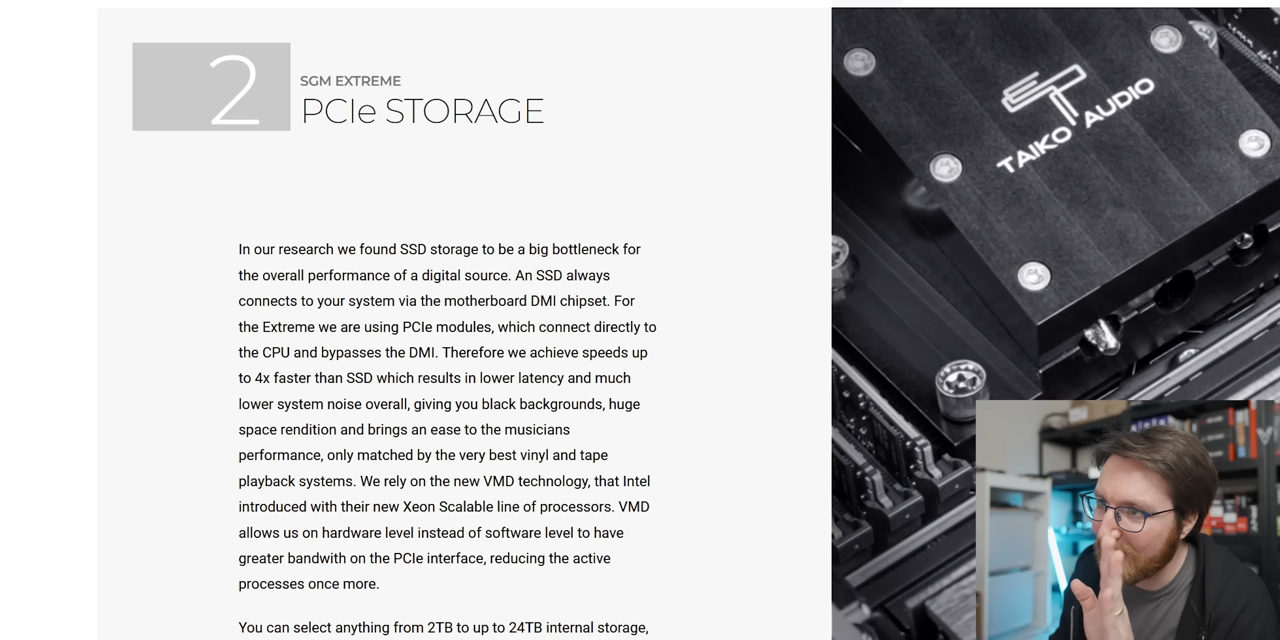 2
SGM EXTREME
PCIe STORAGE
In our research we found SSD storage to be a big bottleneck for
the overall performance of a digital source. An SSD always
connects to your system via the motherboard DMI chipset. For
the Extreme we are using PCIe modules, which connect directly to
the CPU and bypasses the DMI. Therefore we achieve speeds up
to 4x faster than SSD which results in lower latency and much
lower system noise overall, giving you black backgrounds, huge
space rendition and brings an ease to the musicians
performance, only matched by the very best vinyl and tape
playback systems. We rely on the new VMD technology, that Intel
introduced with their new Xeon Scalable line of processors. VMD
allows us on hardware level instead of software level to have
greater bandwith on the PCIe interface, reducing the active
processes once more.
You can select anything from 2TB to up to 24TB internal storage,
TAIKO AUDIO